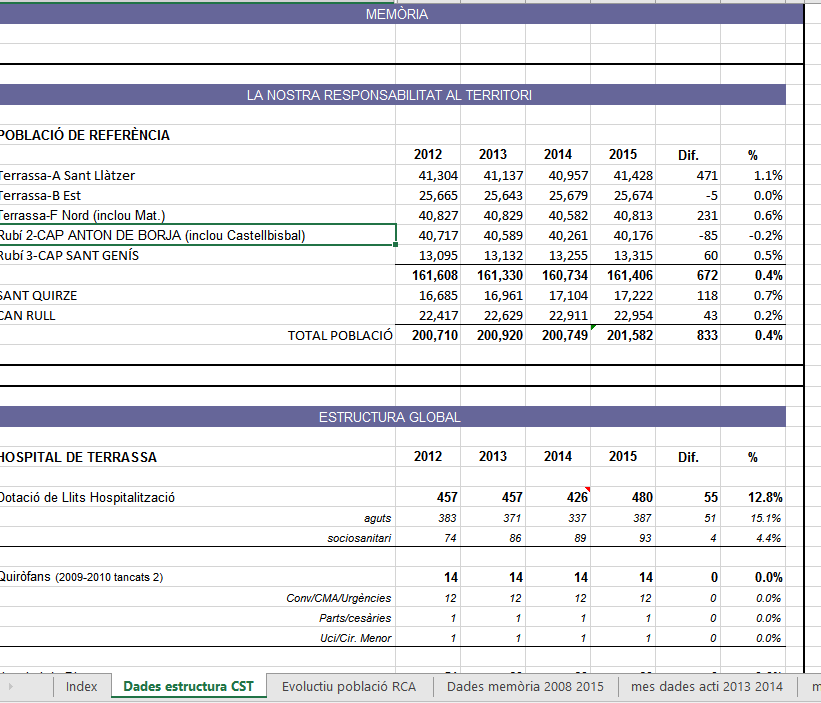 MEMÒRIA
LA NOSTRA RESPONSABILITAT AL TERRITORI
POBLACIÓ DE REFERÈNCIA
2012 2013 2014 2015 Dif. %
Terrassa-A Sant Llàtzer 41,304 41,137 40,957 41,428 471 1.1%
Terrassa-B Est 25,665 25,643 25,679 25,674 -5 0.0%
Terrassa-F Nord (inclou Mat.) 40,827 40,829 40,582 40,813 231 0.6%
Rubí 2-CAP ANTON DE BORJA (inclou Castellbisbal) 40,717 40,589 40,261 40,176 -85 -0.2%
Rubí 3-CAP SANT GENÍS 13,095 13,132 13,255 13,315 60 0.5%
161,608 161,330 160,734 161,406 672 0.4%
SANT QUIRZE 16,685 16,961 17,104 17,222 118 0.7%
CAN RULL 22,417 22,629 22,911 22,954 43 0.2%
TOTAL POBLACIÓ 200,710 200,920 200,749 201,582 833 0.4%
ESTRUCTURA GLOBAL
HOSPITAL DE TERRASSA 2012 2013 2014 2015 Dif. %
Dotació de Llits Hospitalització 457 457 426 480 55 12.8%
aguts 383 371 337 387 51 15.1%
sociosanitari 74 86 89 93 4 4.4%
Quiròfans (2009-2010 tancats 2) 14 14 14 14 0 0.0%
Conv/CMA/Urgències 12 12 12 12 0 0.0%
Parts/cesàries 1 1 1 1 0 0.0%
Uci/Cir. Menor 1 1 1 1 0 0.0%
Index Dades estructura CST Evoluctiu població RCA Dades memòria 2008 2015 mes dades acti 2013 2014 m